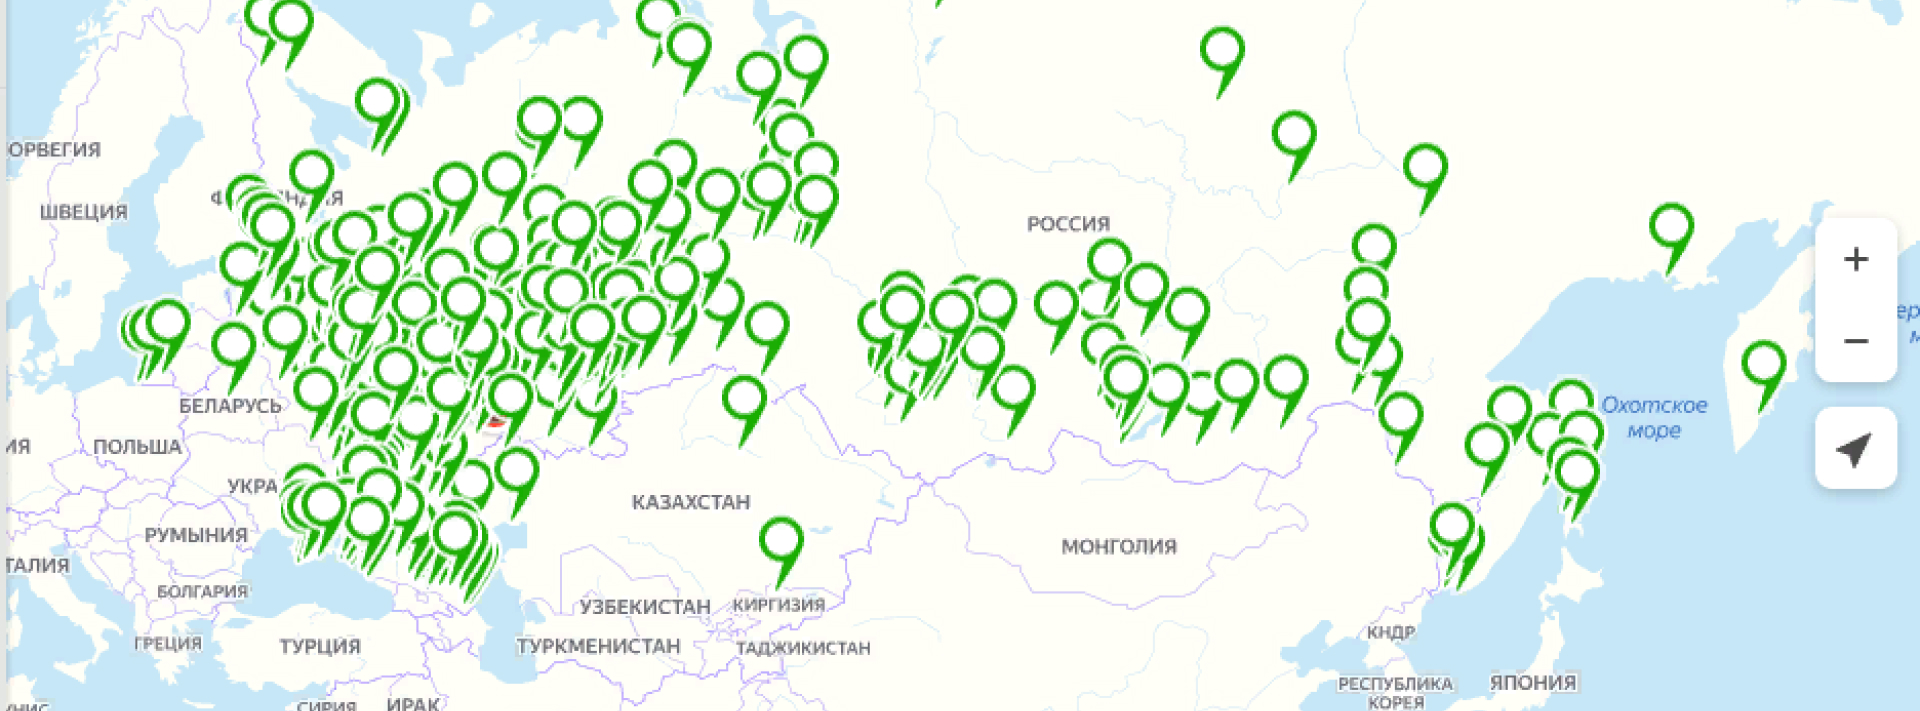 ОРВЕГИЯ
ШВЕЦИЯ
РОССИЯ
БЕЛАРУСЬ
ПОЛЬША
ИЯ
Охотское
море
УКРА
КАЗАХСТАН
РУМЫНИЯ
МОНГОЛИЯ
ТАЛИЯ
БОЛГАРИЯ
УЗБЕКИСТАН
КИРГИЗИЯ
ГРЕЦИЯ
ТУРЦИЯ
ТУРКМЕНИСТАН
ТАДЖИКИСТАН
КНДР
РЕСПУБЛИКА
КОРЕЯ
ЯПОНИЯ
СИРИЯ
ИРАК
+
−